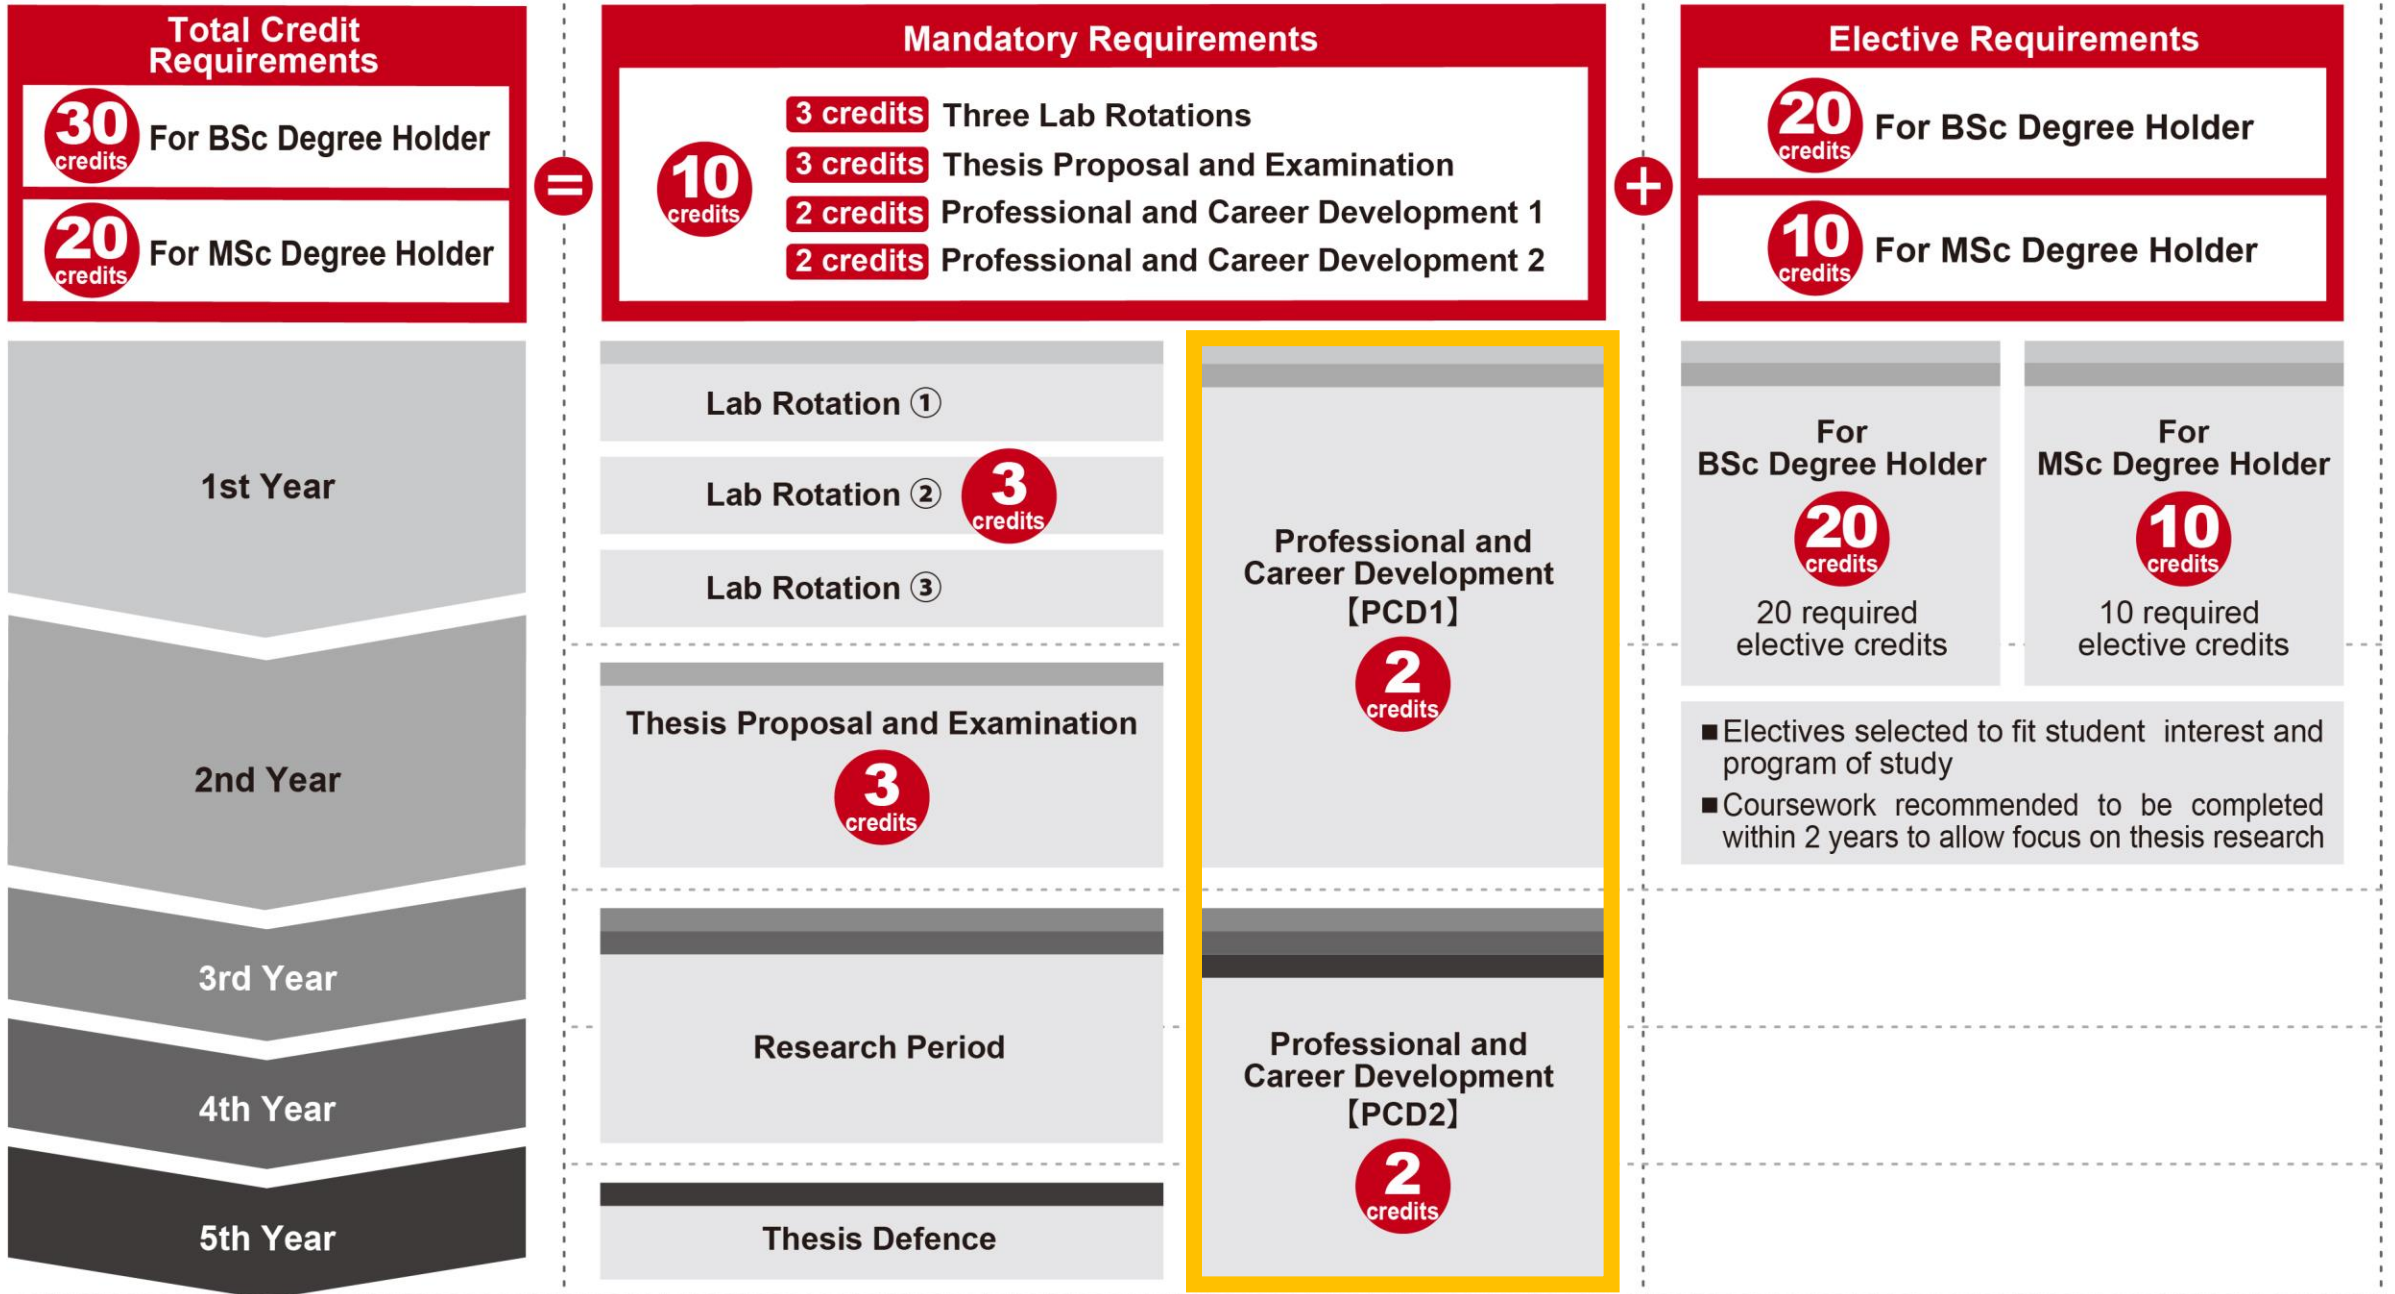 Total Credit
Requirements
30
credits
For BSc Degree Holder
20
credits
For MSc Degree Holder
=
Mandatory Requirements
10
credits
3 credits Three Lab Rotations
3 credits Thesis Proposal and Examination
2 credits Professional and Career Development 1
2 credits Professional and Career Development 2
+
Elective Requirements
20
credits
For BSc Degree Holder
10
credits
For MSc Degree Holder
1st Year
2nd Year
3rd Year
4th Year
5th Year
Lab Rotation ①
Lab Rotation ②
3
credits
Lab Rotation ③
Thesis Proposal and Examination
3
credits
Research Period
Thesis Defence
Professional and
Career Development
【PCD1】
2
credits
Professional and
Career Development
【PCD2】
2
credits
For
BSc Degree Holder
20
credits
20 required
elective credits
For
MSc Degree Holder
10
credits
10 required
elective credits
■Electives selected to fit student interest and
program of study
■Coursework recommended to be completed
within 2 years to allow focus on thesis research